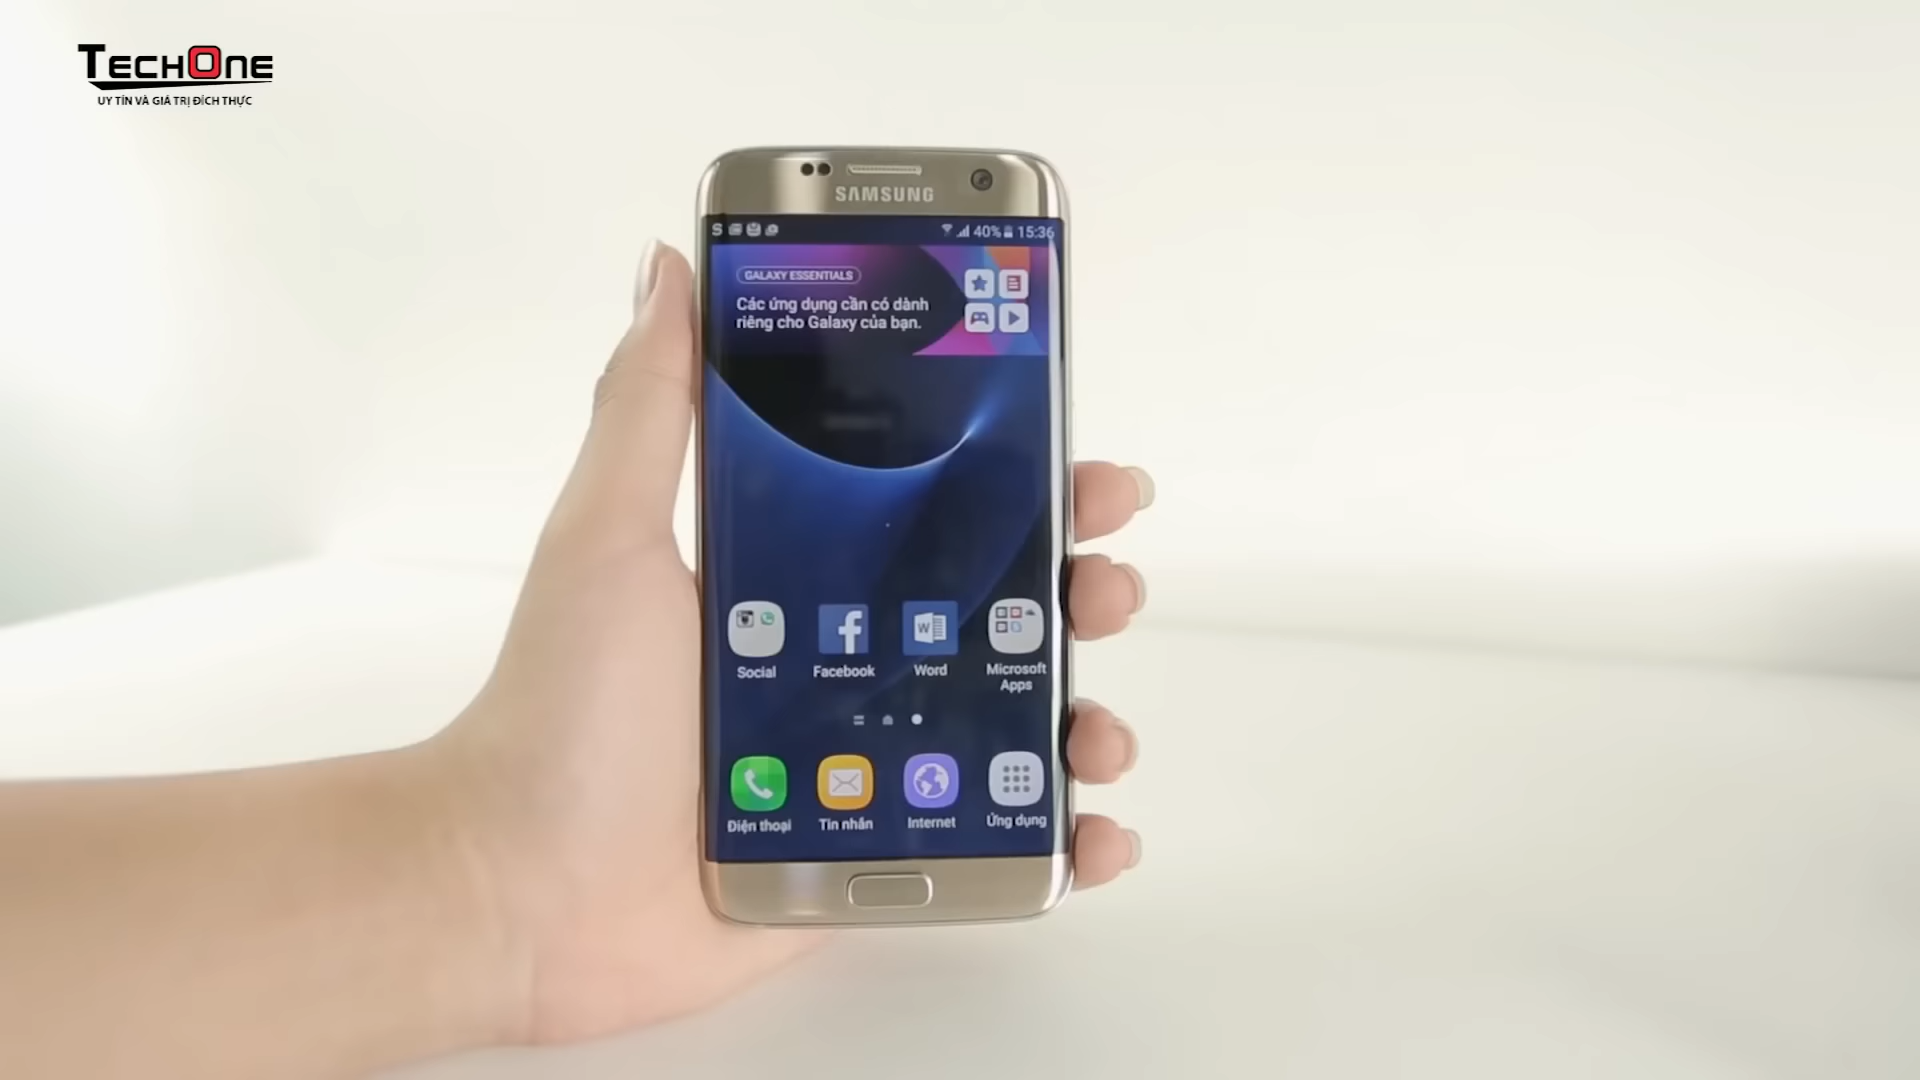 TECHONE
UY TÍN VÀ GIÁ TRỊ ĐÍCH THỰC
SAMSUNG
S 40% 15:36
GALAXY ESSENTIALS
Các ứng dụng cần có dành
riêng cho Galaxy của bạn.
Social Facebook Word Microsoft
Apps
Điện thoại Tin nhắn Internet Ứng dụng